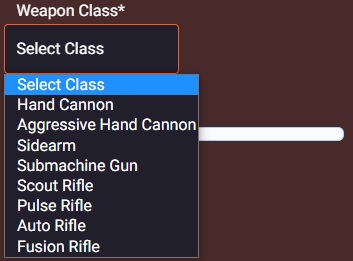 Weapon Class*
Select Class
Select Class
Hand Cannon
Aggressive Hand Cannon
Sidearm
Submachine Gun
Scout Rifle
Pulse Rifle
Auto Rifle
Fusion Rifle